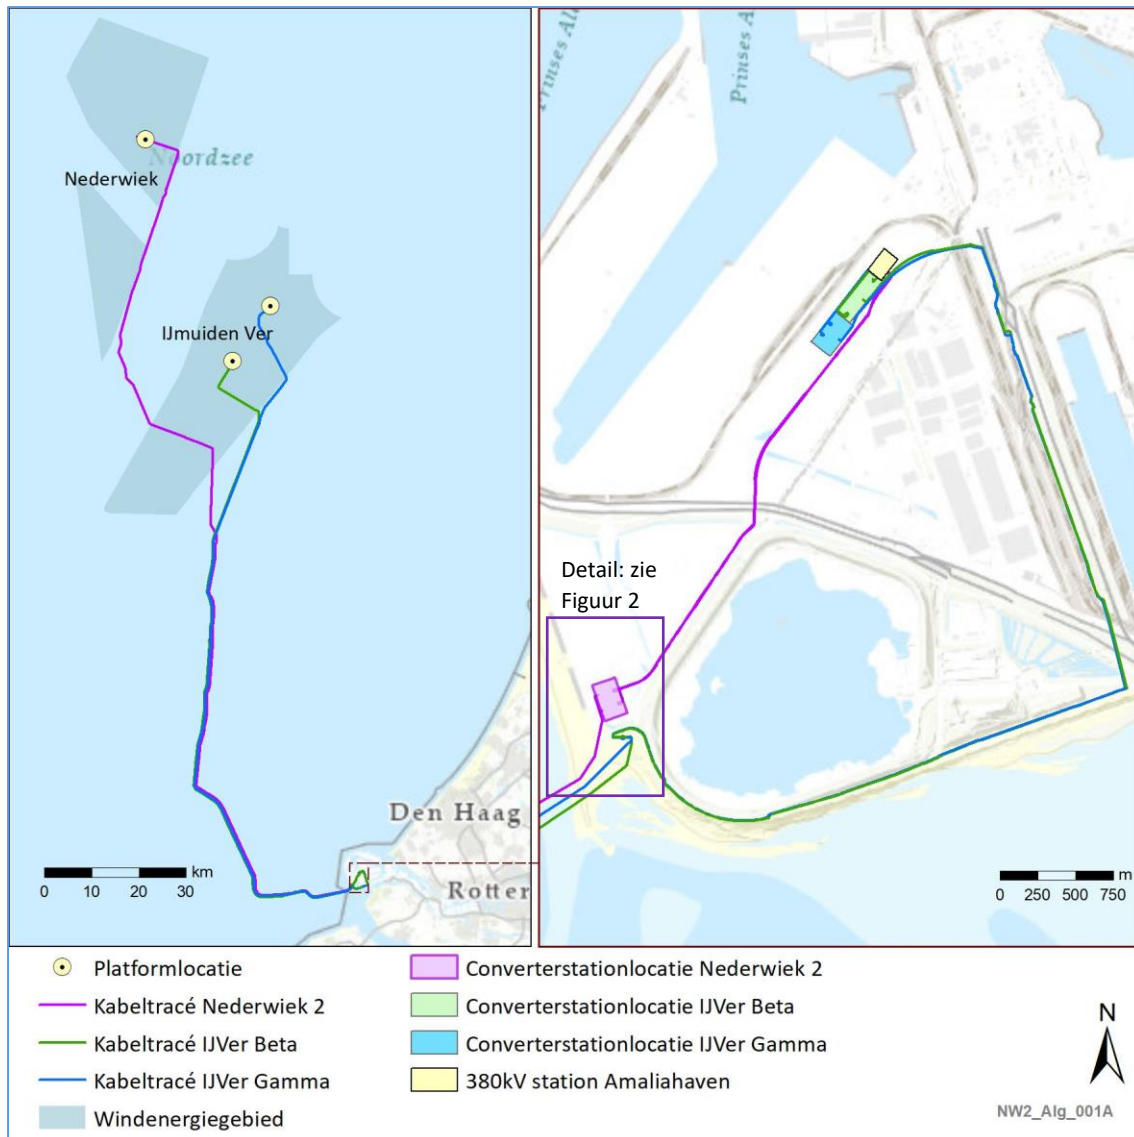 Noordzee
Nederwiek
IJmuiden Ver
Den Haag
Rotter
km
0 10 20 30
Prinses A
Detail: zie
Figuur 2
m
0 250 500 750
Platformlocatie
Kabeltracé Nederwiek 2
Kabeltracé IJVer Beta
Kabeltracé IJVer Gamma
Windenergiegebied
Converterstationlocatie Nederwiek 2
Converterstationlocatie IJVer Beta
Converterstationlocatie IJVer Gamma
380kV station Amaliahaven
N
NW2_Alg_001A